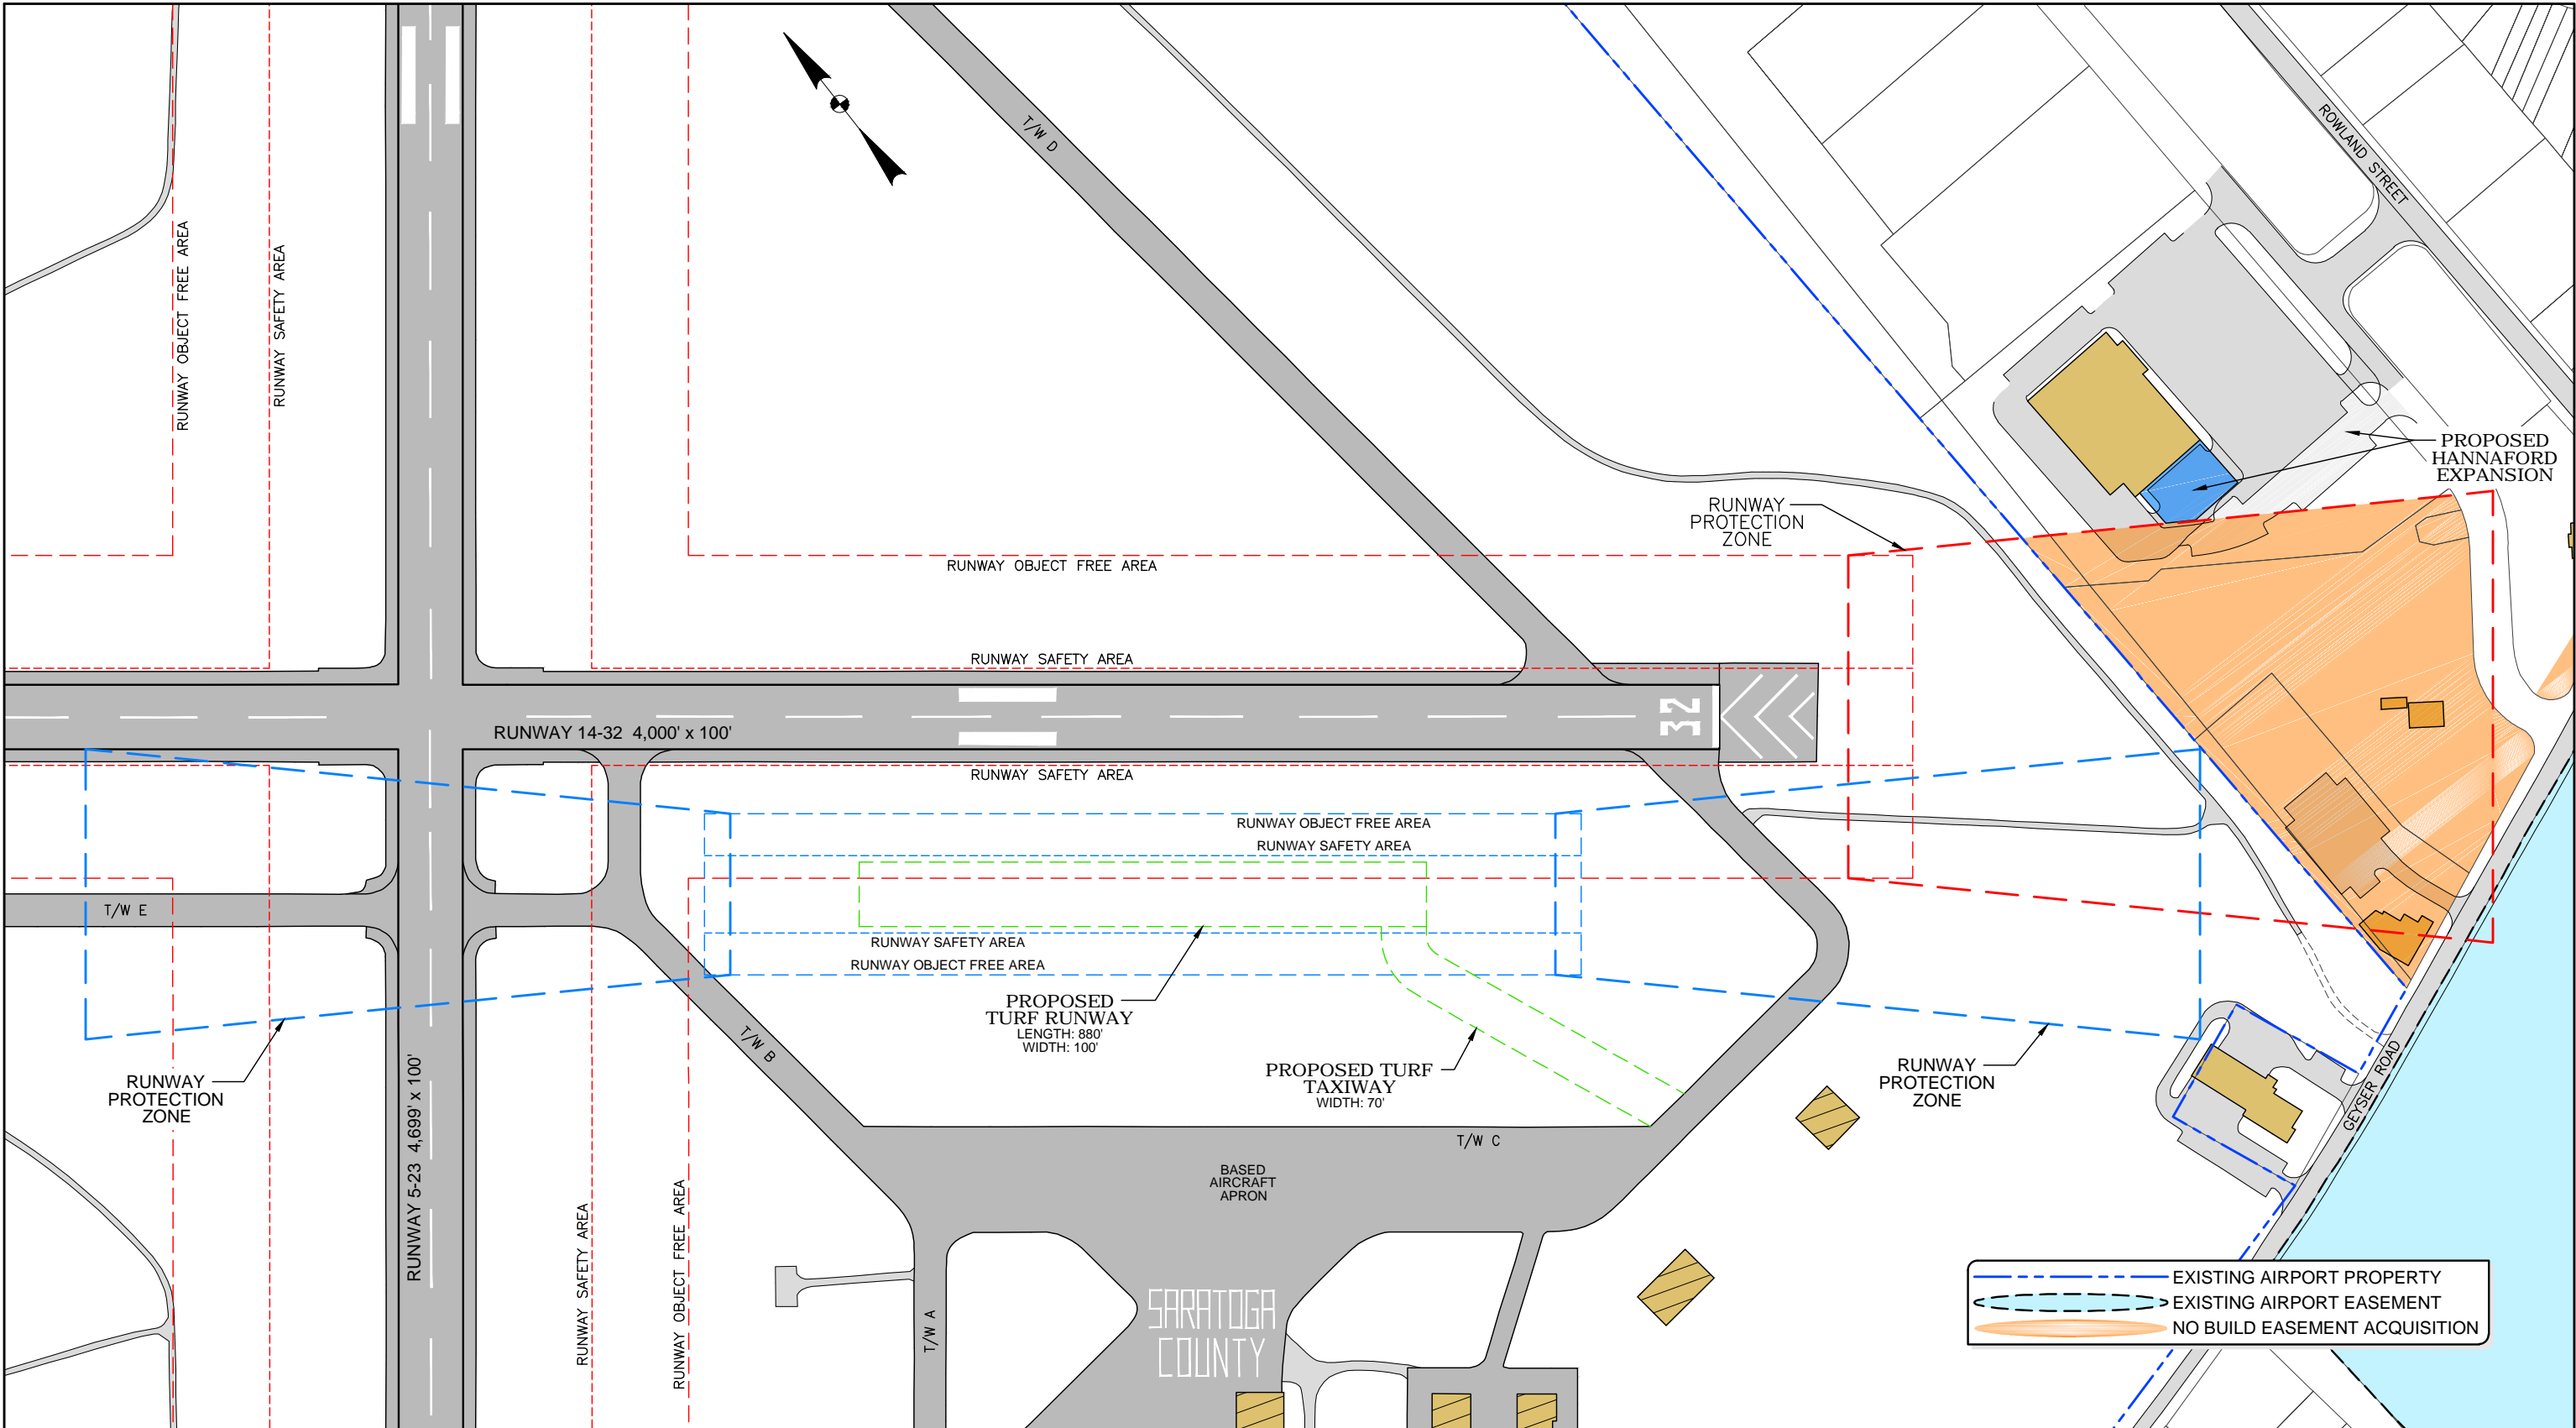 T/W D
ROWLAND STREET
RUNWAY OBJECT FREE AREA
RUNWAY SAFETY AREA
PROPOSED
HANNAFORD
EXPANSION
RUNWAY
PROTECTION
ZONE
RUNWAY OBJECT FREE AREA
RUNWAY SAFETY AREA
32
RUNWAY 14-32 4,000' x 100'
RUNWAY SAFETY AREA
RUNWAY OBJECT FREE AREA
RUNWAY SAFETY AREA
T/W E
RUNWAY SAFETY AREA
RUNWAY OBJECT FREE AREA
PROPOSED
TURF RUNWAY
LENGTH: 880'
WIDTH: 100'
T/W B
PROPOSED TURF
TAXIWAY
WIDTH: 70'
RUNWAY
PROTECTION
ZONE
RUNWAY
PROTECTION
ZONE
GEYSER ROAD
RUNWAY 5-23 4,699' x 100'
T/W C
BASED
AIRCRAFT
APRON
RUNWAY SAFETY AREA
RUNWAY OBJECT FREE AREA
T/W A
SARATOGA
COUNTY
EXISTING AIRPORT PROPERTY
EXISTING AIRPORT EASEMENT
NO BUILD EASEMENT ACQUISITION